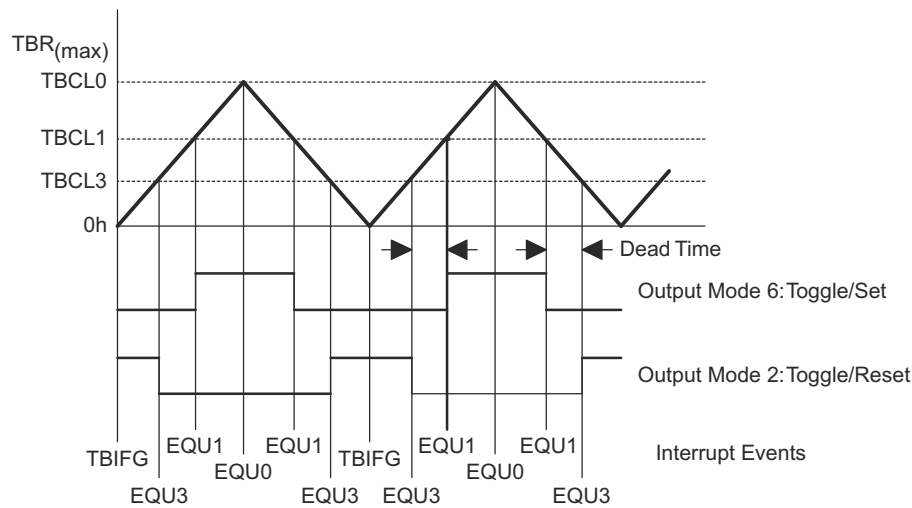 TBR(max)
TBCL0
TBCL1
TBCL3
0h
Dead Time
Output Mode 6:Toggle/Set
Output Mode 2:Toggle/Reset
TBIFG EQU1 EQU1 TBIFG EQU1 EQU1 Interrupt Events
EQU0 EQU0
EQU3 EQU3 EQU3 EQU3